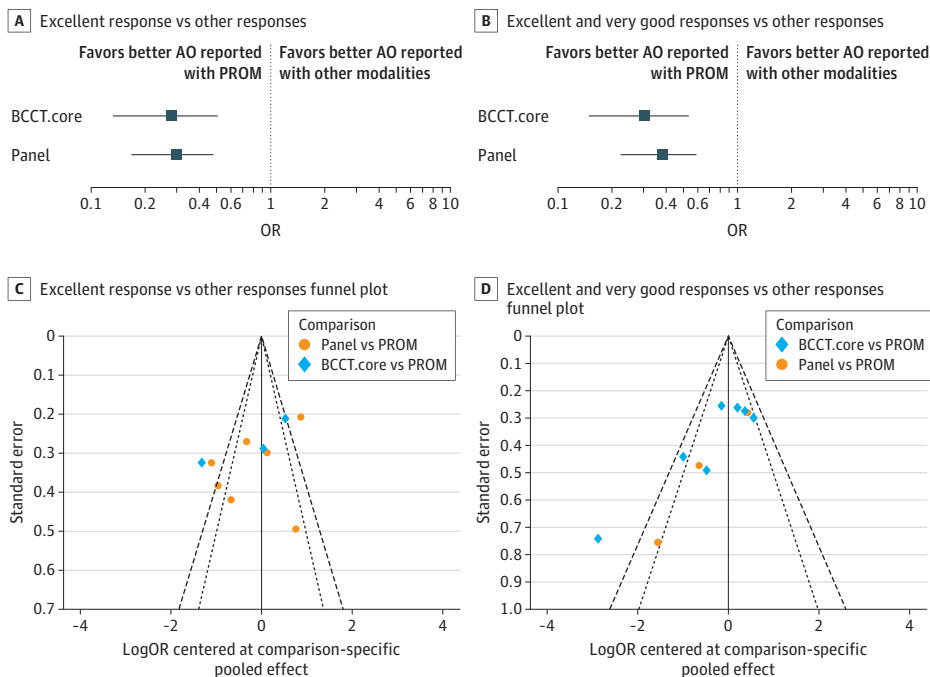 A Excellent response vs other responses
Favors better AO reported with PROM
Favors better AO reported with other modalities
BCCT.core
Panel
0.1 0.2 0.4 0.6 1 2 4 6 8 10
OR
B Excellent and very good responses vs other responses
Favors better AO reported with PROM
Favors better AO reported with other modalities
BCCT.core
Panel
0.1 0.2 0.4 0.6 1 2 4 6 8 10
OR
C Excellent response vs other responses funnel plot
Comparison
Panel vs PROM
BCCT.core vs PROM
Standard error
0
0.1
0.2
0.3
0.4
0.5
0.6
0.7
-4 -2 0 2 4
LogOR centered at comparison-specific
pooled effect
D Excellent and very good responses vs other responses
funnel plot
Comparison
BCCT.core vs PROM
Panel vs PROM
Standard error
0
0.1
0.2
0.3
0.4
0.5
0.6
0.7
0.8
0.9
1.0
-4 -2 0 2 4
LogOR centered at comparison-specific
pooled effect